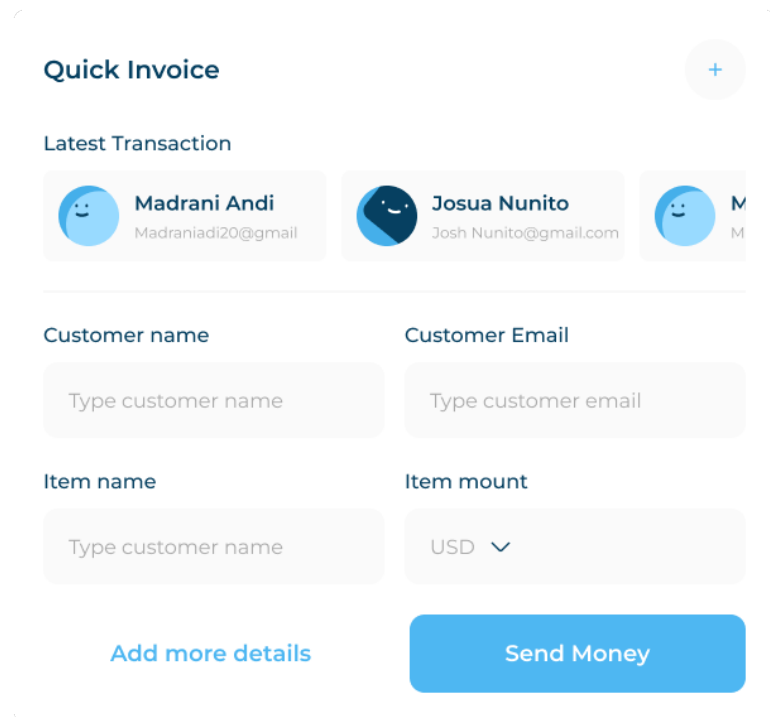 Quick Invoice
+
Latest Transaction
Madrani Andi
Madraniadi20@gmail
Josua Nunito
Josh Nunito@gmail.com
M
M
Customer name
Customer Email
Type customer name
Type customer email
Item name
Item mount
Type customer name
USD
Add more details
Send Money